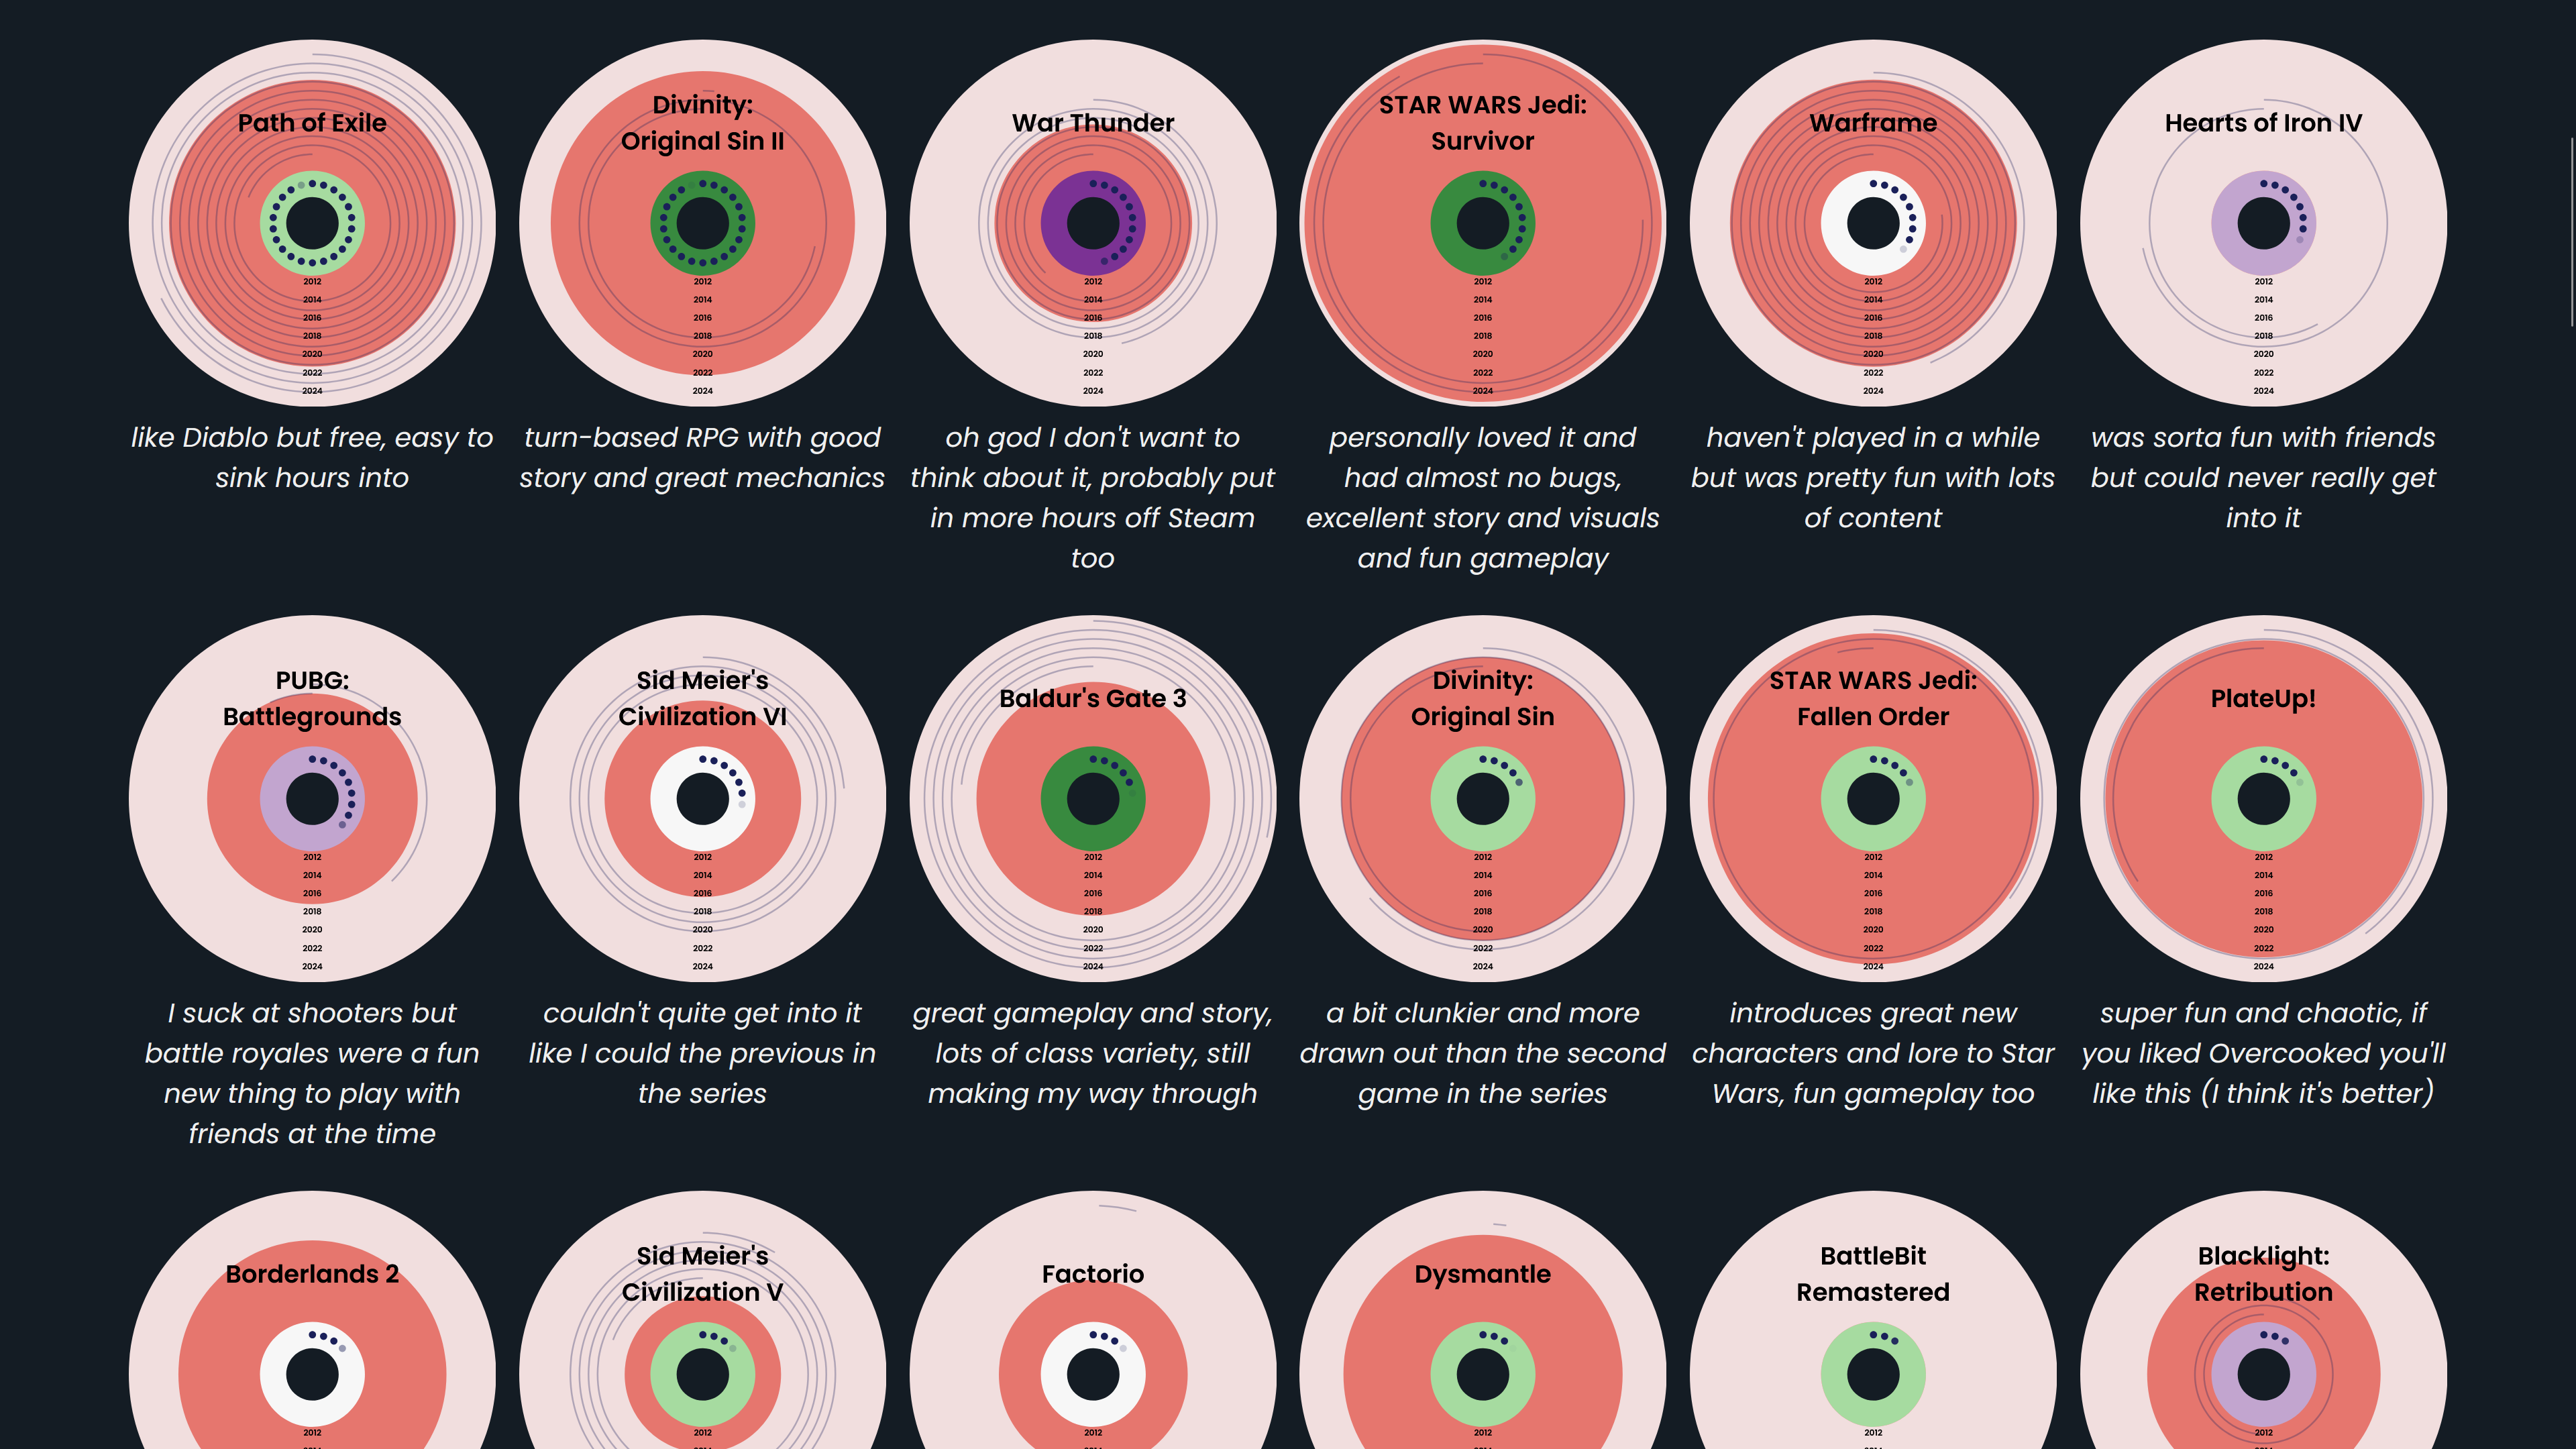 Path of Exile
2012
2014
2016
2018
2020
2022
2024
like Diablo but free, easy to
sink hours into
Divinity:
Original Sin II
2012
2014
2016
2018
2020
2022
2024
turn-based RPG with good
story and great mechanics
War Thunder
2012
2014
2016
2018
2020
2022
2024
oh god I don't want to
think about it, probably put
in more hours off Steam
too
STAR WARS Jedi:
Survivor
2012
2014
2016
2018
2020
2022
2024
personally loved it and
had almost no bugs,
excellent story and visuals
and fun gameplay
Warframe
2012
2014
2016
2018
2020
2022
2024
haven't played in a while
but was pretty fun with lots
of content
Hearts of Iron IV
2012
2014
2016
2018
2020
2022
2024
was sorta fun with friends
but could never really get
into it
PUBG:
Battlegrounds
2012
2014
2016
2018
2020
2022
2024
I suck at shooters but
battle royales were a fun
new thing to play with
friends at the time
Sid Meier's
Civilization VI
2012
2014
2016
2018
2020
2022
2024
couldn't quite get into it
like I could the previous in
the series
Baldur's Gate 3
2012
2014
2016
2018
2020
2022
2024
great gameplay and story,
lots of class variety, still
making my way through
Divinity:
Original Sin
2012
2014
2016
2018
2020
2022
2024
a bit clunkier and more
drawn out than the second
game in the series
STAR WARS Jedi:
Fallen Order
2012
2014
2016
2018
2020
2022
2024
introduces great new
characters and lore to Star
Wars, fun gameplay too
PlateUp!
2012
2014
2016
2018
2020
2022
2024
super fun and chaotic, if
you liked Overcooked you'll
like this (I think it's better)
Borderlands 2
2012
Sid Meier's
Civilization V
2012
Factorio
2012
Dysmantle
2012
BattleBit
Remastered
2012
Blacklight:
Retribution
2012